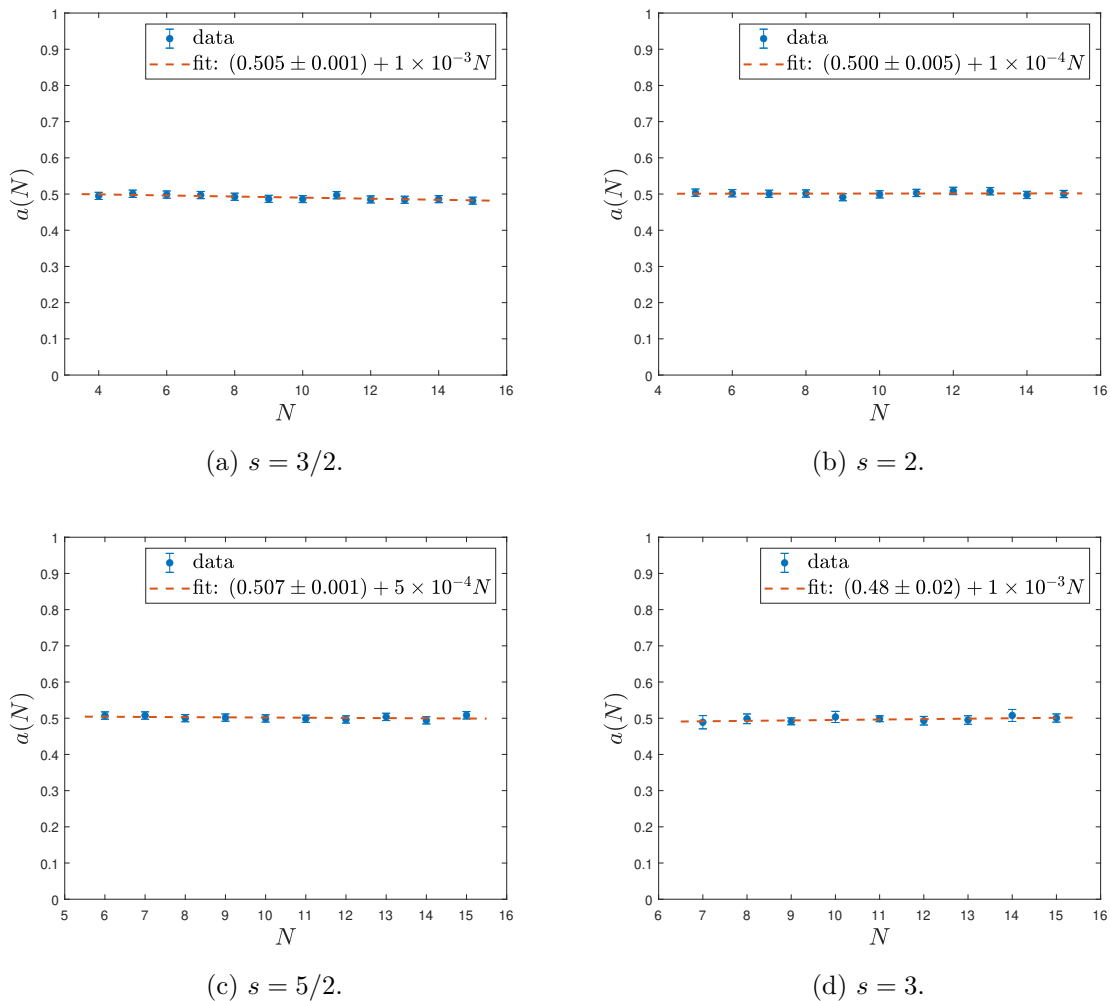 data
fit: (0.505 ± 0.001) + 1 × 10⁻³N
1
0.9
0.8
0.7
0.6
0.5
0.4
0.3
0.2
0.1
0
a(N)
4 6 8 10 12 14 16
N
(a) s = 3/2.
data
fit: (0.500 ± 0.005) + 1 × 10⁻⁴N
1
0.9
0.8
0.7
0.6
0.5
0.4
0.3
0.2
0.1
0
a(N)
4 6 8 10 12 14 16
N
(b) s = 2.
data
fit: (0.507 ± 0.001) + 5 × 10⁻⁴N
1
0.9
0.8
0.7
0.6
0.5
0.4
0.3
0.2
0.1
0
a(N)
5 6 7 8 9 10 11 12 13 14 15 16
N
(c) s = 5/2.
data
fit: (0.48 ± 0.02) + 1 × 10⁻³N
1
0.9
0.8
0.7
0.6
0.5
0.4
0.3
0.2
0.1
0
a(N)
6 7 8 9 10 11 12 13 14 15 16
N
(d) s = 3.